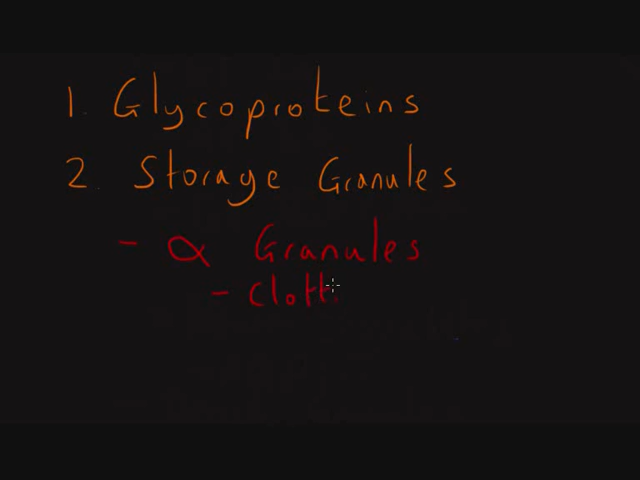 1. Glycoproteins
2. Storage Granules
- α Granules
- Clott